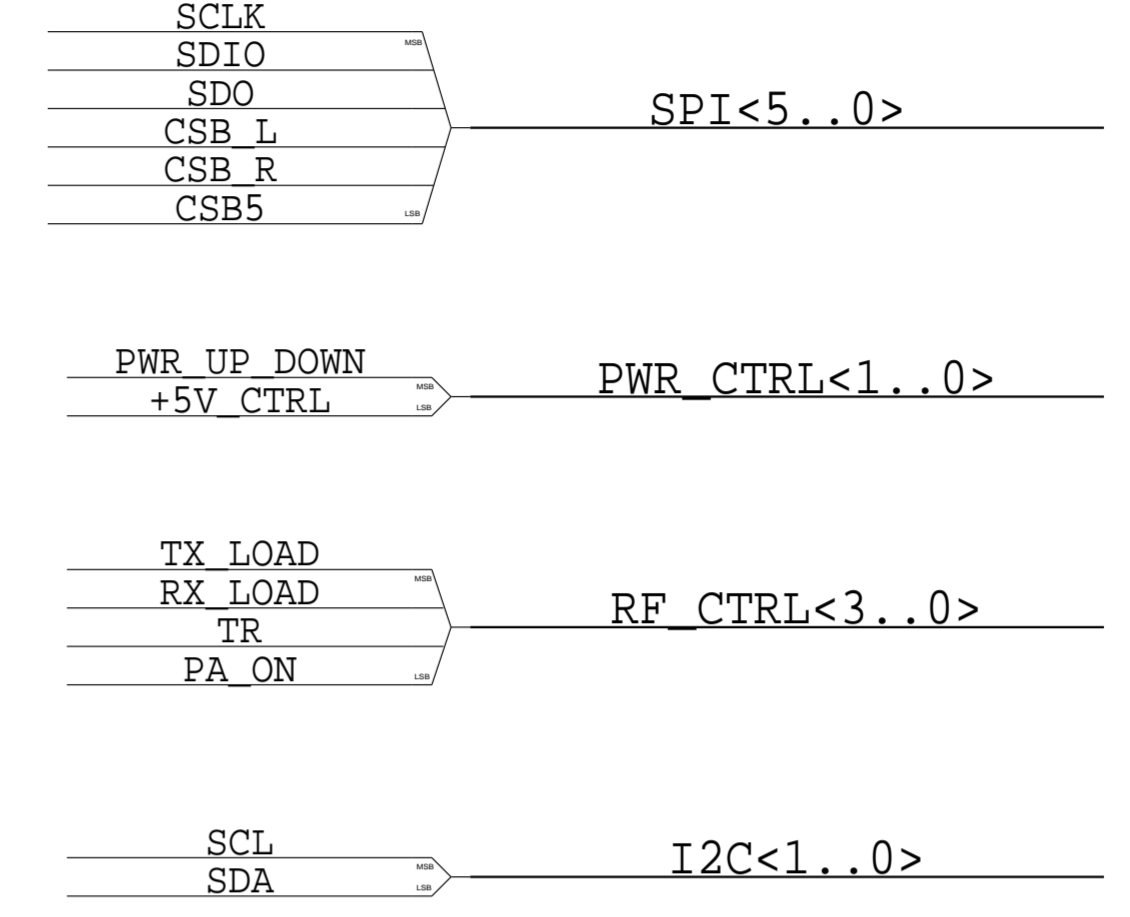 SCLK
MSB
SDIO
SDO
SPI<5..0>
CSB_L
CSB_R
CSB5
LSB
PWR_UP_DOWN
MSB
PWR_CTRL<1..0>
+5V_CTRL
LSB
TX_LOAD
MSB
RX_LOAD
RF_CTRL<3..0>
TR
PA_ON
LSB
SCL
MSB
I2C<1..0>
SDA
LSB